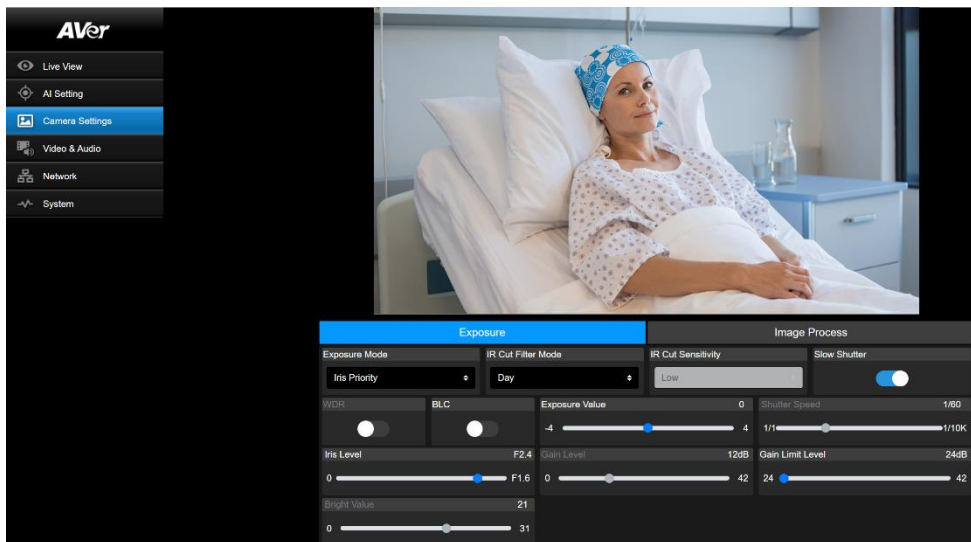 AVer
Live View
AI Setting
Camera Settings
Video & Audio
Network
System
Exposure
Image Process
Exposure Mode
IR Cut Filter Mode
IR Cut Sensitivity
Slow Shutter
Iris Priority
Day
Low
WDR
BLC
Exposure Value 0
Shutter Speed 1/60
-4 4
1/1 1/10K
Iris Level F2.4
Gain Level 12dB
Gain Limit Level 24dB
0 F1.6
0 42
24 42
Bright Value 21
0 31